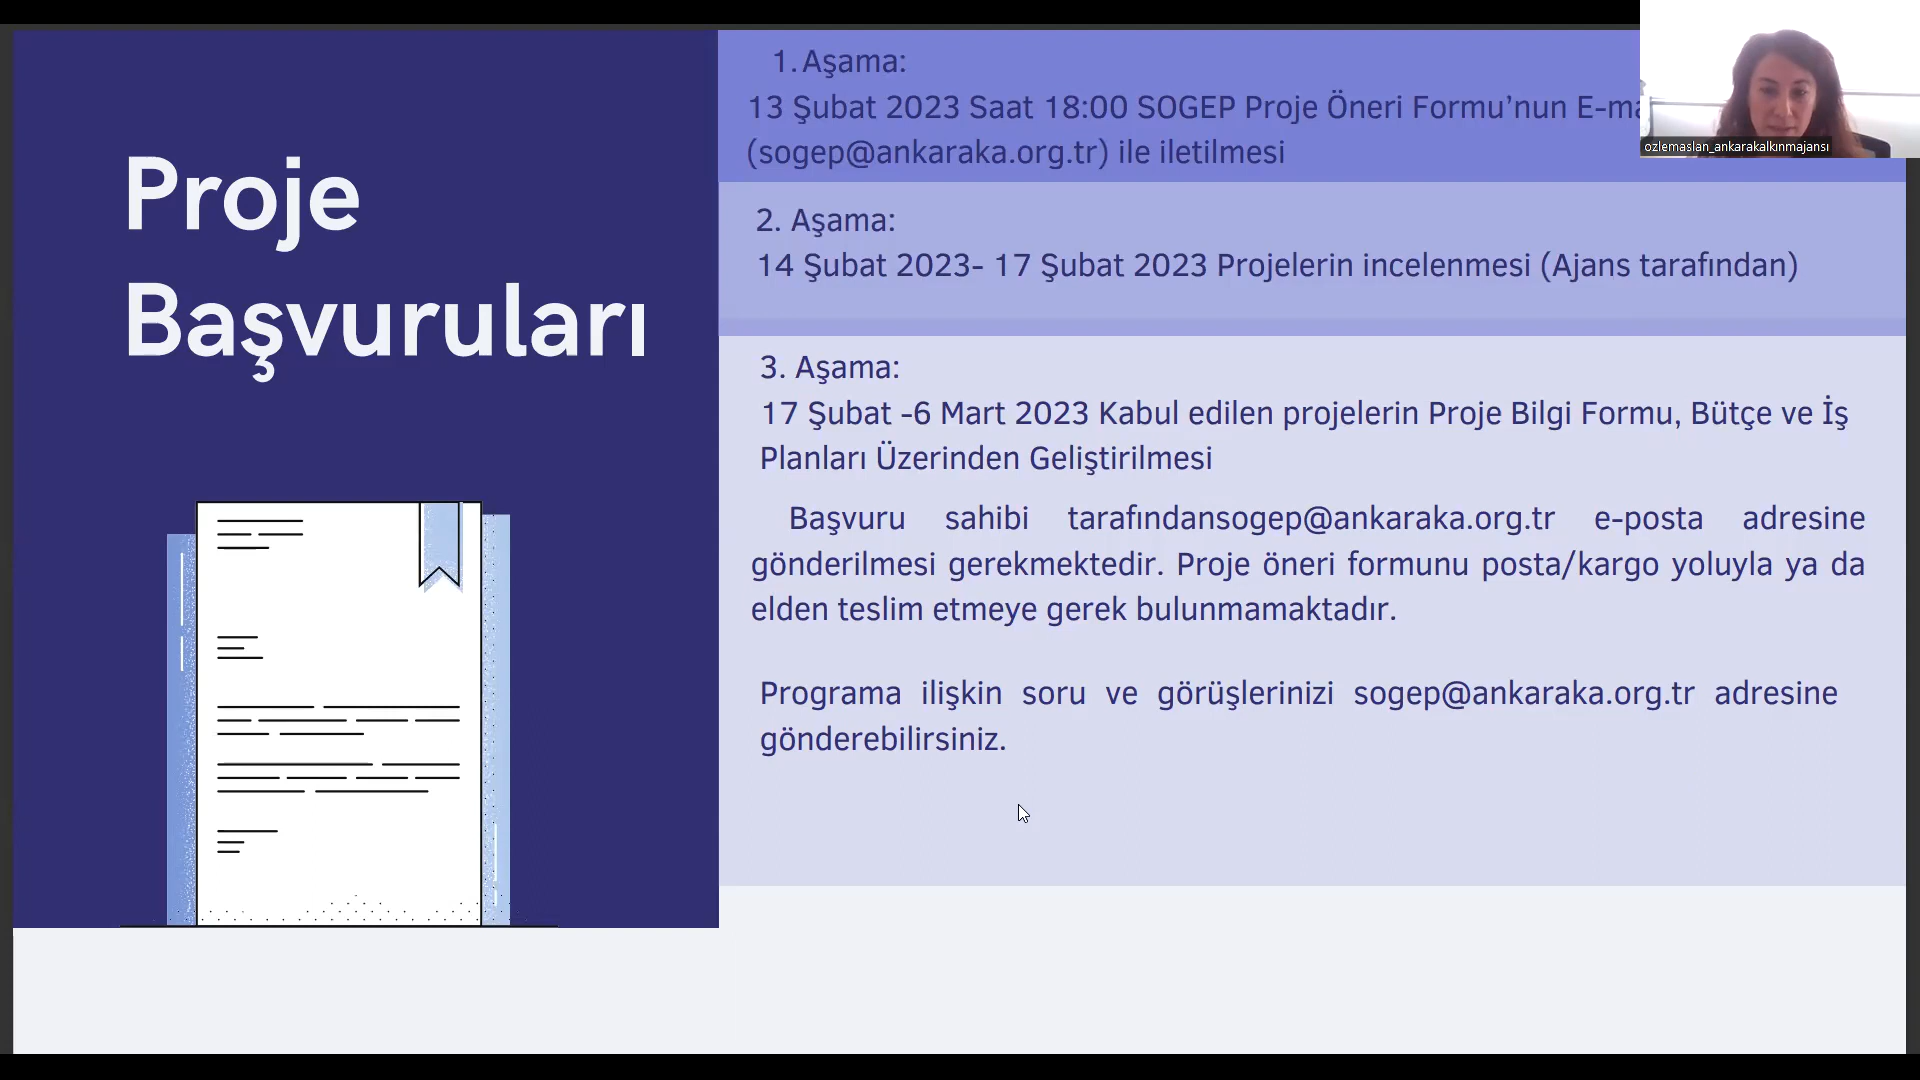 Proje
Başvuruları
1. Aşama:
13 Şubat 2023 Saat 18:00 SOGEP Proje Öneri Formu'nun
(sogep@ankaraka.org.tr) ile iletilmesi
2. Aşama:
14 Şubat 2023- 17 Şubat 2023 Projelerin incelenmesi (Ajans tarafından)
3. Aşama:
17 Şubat -6 Mart 2023 Kabul edilen projelerin Proje Bilgi Formu, Bütçe ve İş
Planları Üzerinden Geliştirilmesi
Başvuru sahibi tarafındansogep@ankaraka.org.tr e-posta adresine
gönderilmesi gerekmektedir. Proje öneri formunu posta/kargo yoluyla ya da
elden teslim etmeye gerek bulunmamaktadır.
Programa ilişkin soru ve görüşlerinizi sogep@ankaraka.org.tr adresine
gönderebilirsiniz.
ozlemaslan_ankarakalkınmajansı